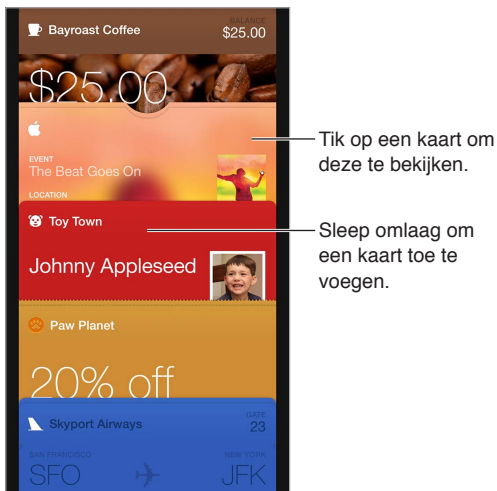 Bayroast Coffee
BALANCE
$25.00
$25.00
EVENT
The Beat Goes On
LOCATION
Tik op een kaart om
deze te bekijken.
Toy Town
Johnny Appleseed
Sleep omlaag om
een kaart toe te
voegen.
Paw Planet
20% off
Skyport Airways
GATE
23
SAN FRANCISCO
NEW YORK
SFO
JFK